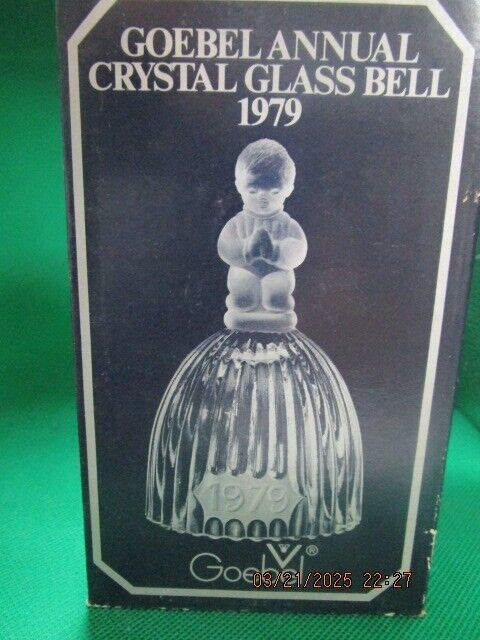 GOEBEL ANNUAL
CRYSTAL GLASS BELL
1979
1979
Goebel ®
03/21/2025 22:27